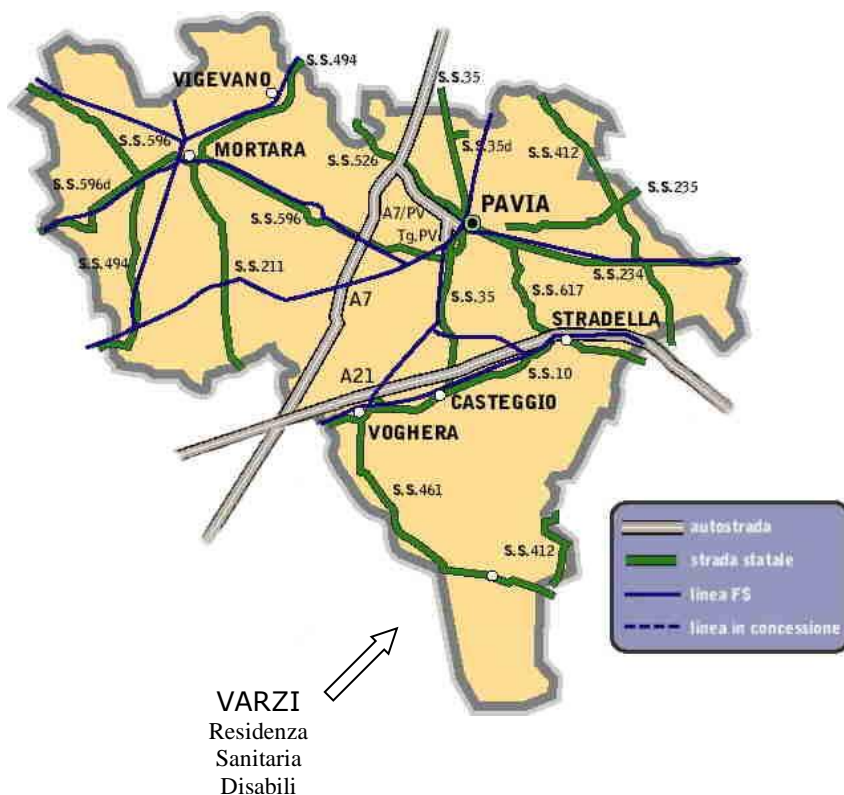 S.S.494
VIGEVANO
S.S.35
S.S.596
MORTARA
S.S.526
S.S.35d
S.S.412
S.S.596d
S.S.235
PAVIA
A7/PV
S.S.596
Tg.PV
S.S.494
S.S.211
S.S.234
S.S.617
A7
S.S.35
STRADELLA
A21
S.S.10
CASTEGGIO
VOGHERA
S.S.461
autostrada
S.S.412
strada statale
linea FS
linea in concessione
VARZI
Residenza
Sanitaria
Disabili